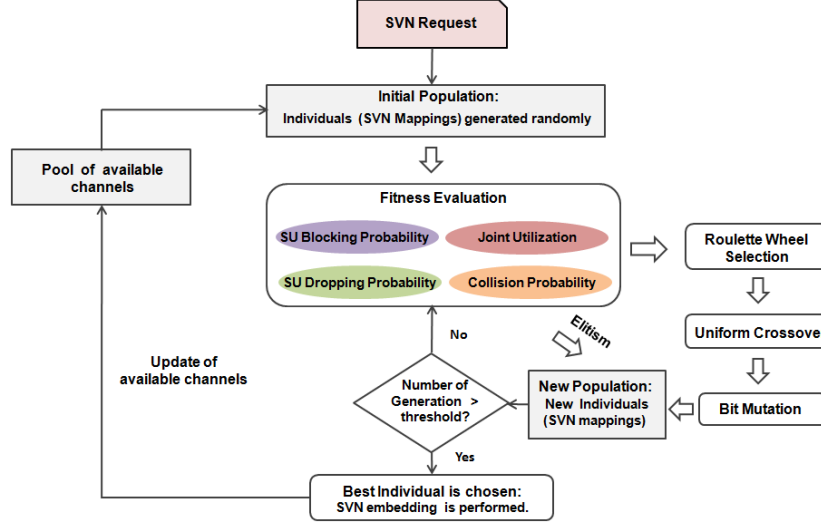 SVN Request
Initial Population:
Individuals (SVN Mappings) generated randomly
Pool of available
channels
Fitness Evaluation
SU Blocking Probability
Joint Utilization
SU Dropping Probability
Collision Probability
Roulette Wheel
Selection
Uniform Crossover
Bit Mutation
Elitism
New Population:
New Individuals
(SVN mappings)
No
Number of
Generation >
threshold?
Yes
Update of
available channels
Best Individual is chosen:
SVN embedding is performed.